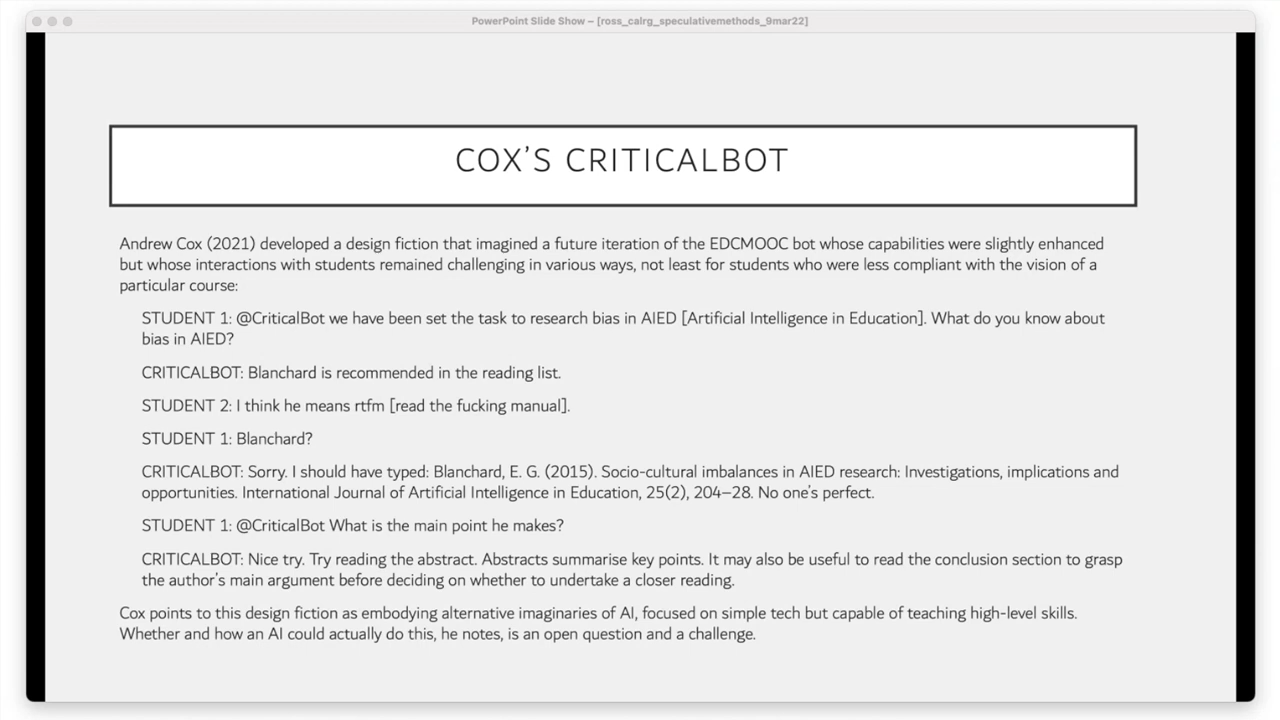 PowerPoint Slide Show – [ross_calrg_speculativemethods_9mar22]
COX'S CRITICALBOT
Andrew Cox (2021) developed a design fiction that imagined a future iteration of the EDCMOOC bot whose capabilities were slightly enhanced
but whose interactions with students remained challenging in various ways, not least for students who were less compliant with the vision of a
particular course:
STUDENT 1: @CriticalBot we have been set the task to research bias in AIED [Artificial Intelligence in Education]. What do you know about
bias in AIED?
CRITICALBOT: Blanchard is recommended in the reading list.
STUDENT 2: I think he means rtfm [read the fucking manual].
STUDENT 1: Blanchard?
CRITICALBOT: Sorry. I should have typed: Blanchard, E. G. (2015). Socio-cultural imbalances in AIED research: Investigations, implications and
opportunities. International Journal of Artificial Intelligence in Education, 25(2), 204–28. No one's perfect.
STUDENT 1: @CriticalBot What is the main point he makes?
CRITICALBOT: Nice try. Try reading the abstract. Abstracts summarise key points. It may also be useful to read the conclusion section to grasp
the author's main argument before deciding on whether to undertake a closer reading.
Cox points to this design fiction as embodying alternative imaginaries of AI, focused on simple tech but capable of teaching high-level skills.
Whether and how an AI could actually do this, he notes, is an open question and a challenge.